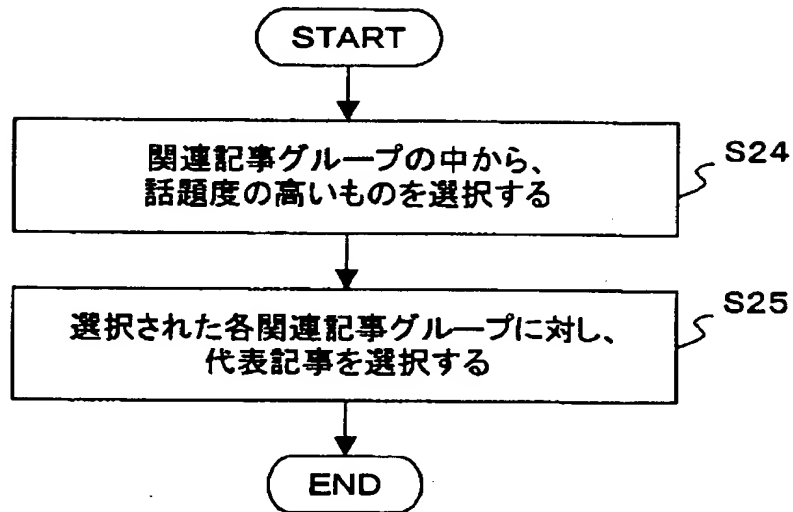 START
関連記事グループの中から、
話題度の高いものを選択する
S24
選択された各関連記事グループに対し、
代表記事を選択する
S25
END